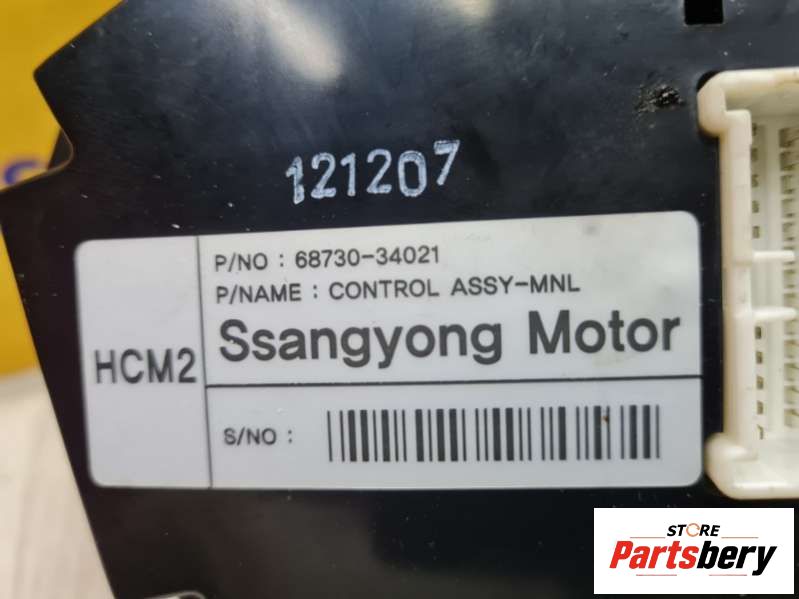 121207
P/NO : 68730-34021
P/NAME : CONTROL ASSY-MNL
HCM2
Ssangyong Motor
S/NO :
STORE
Partsbery